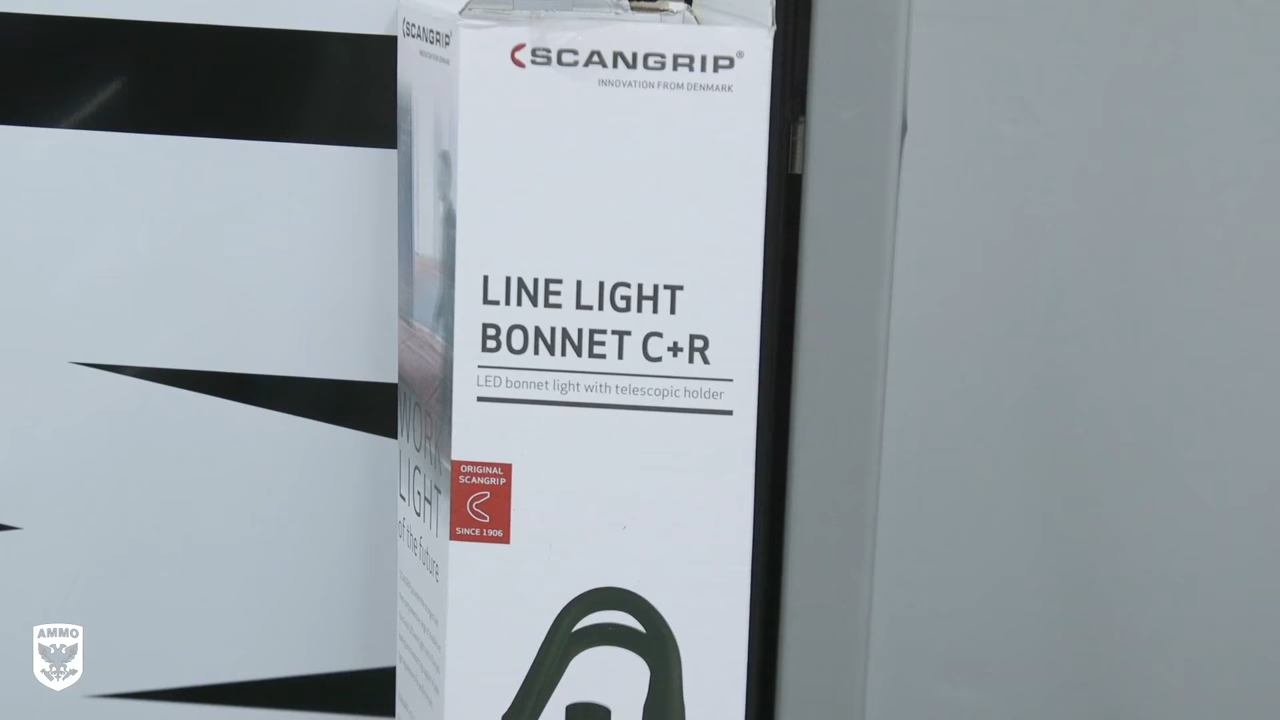 SCANGRIP
SCANGRIP®
INNOVATION FROM DENMARK
LINE LIGHT
BONNET C+R
LED bonnet light with telescopic holder
WORK
LIGHT
of the future
ORIGINAL
SCANGRIP
SINCE 1906
AMMO